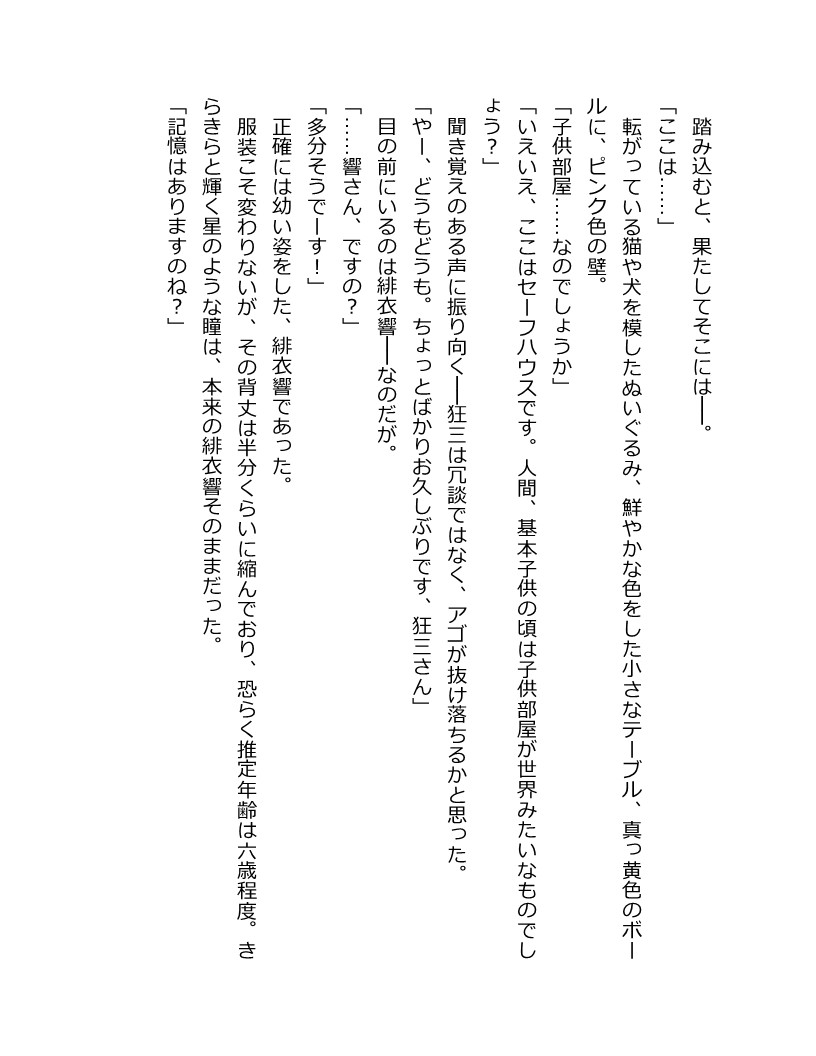 踏み込むと、果たしてそこには──。
「ここは……」
　転がっている猫や犬を模したぬいぐるみ、鮮やかな色をした小さなテーブル、真っ黄色のボー
ルに、ピンク色の壁。
「子供部屋……なのでしょうか」
「いえいえ、ここはセーフハウスです。人間、基本子供の頃は子供部屋が世界みたいなものでし
ょう？」
　聞き覚えのある声に振り向く──狂三は冗談ではなく、アゴが抜け落ちるかと思った。
「やー、どうもどうも。ちょっとばかりお久しぶりです、狂三さん」
　目の前にいるのは緋衣響──なのだが。
「……響さん、ですの？」
「多分そうでーす！」
　正確には幼い姿をした、緋衣響であった。
　服装こそ変わりないが、その背丈は半分くらいに縮んでおり、恐らく推定年齢は六歳程度。き
らきらと輝く星のような瞳は、本来の緋衣響そのままだった。
「記憶はありますのね？」